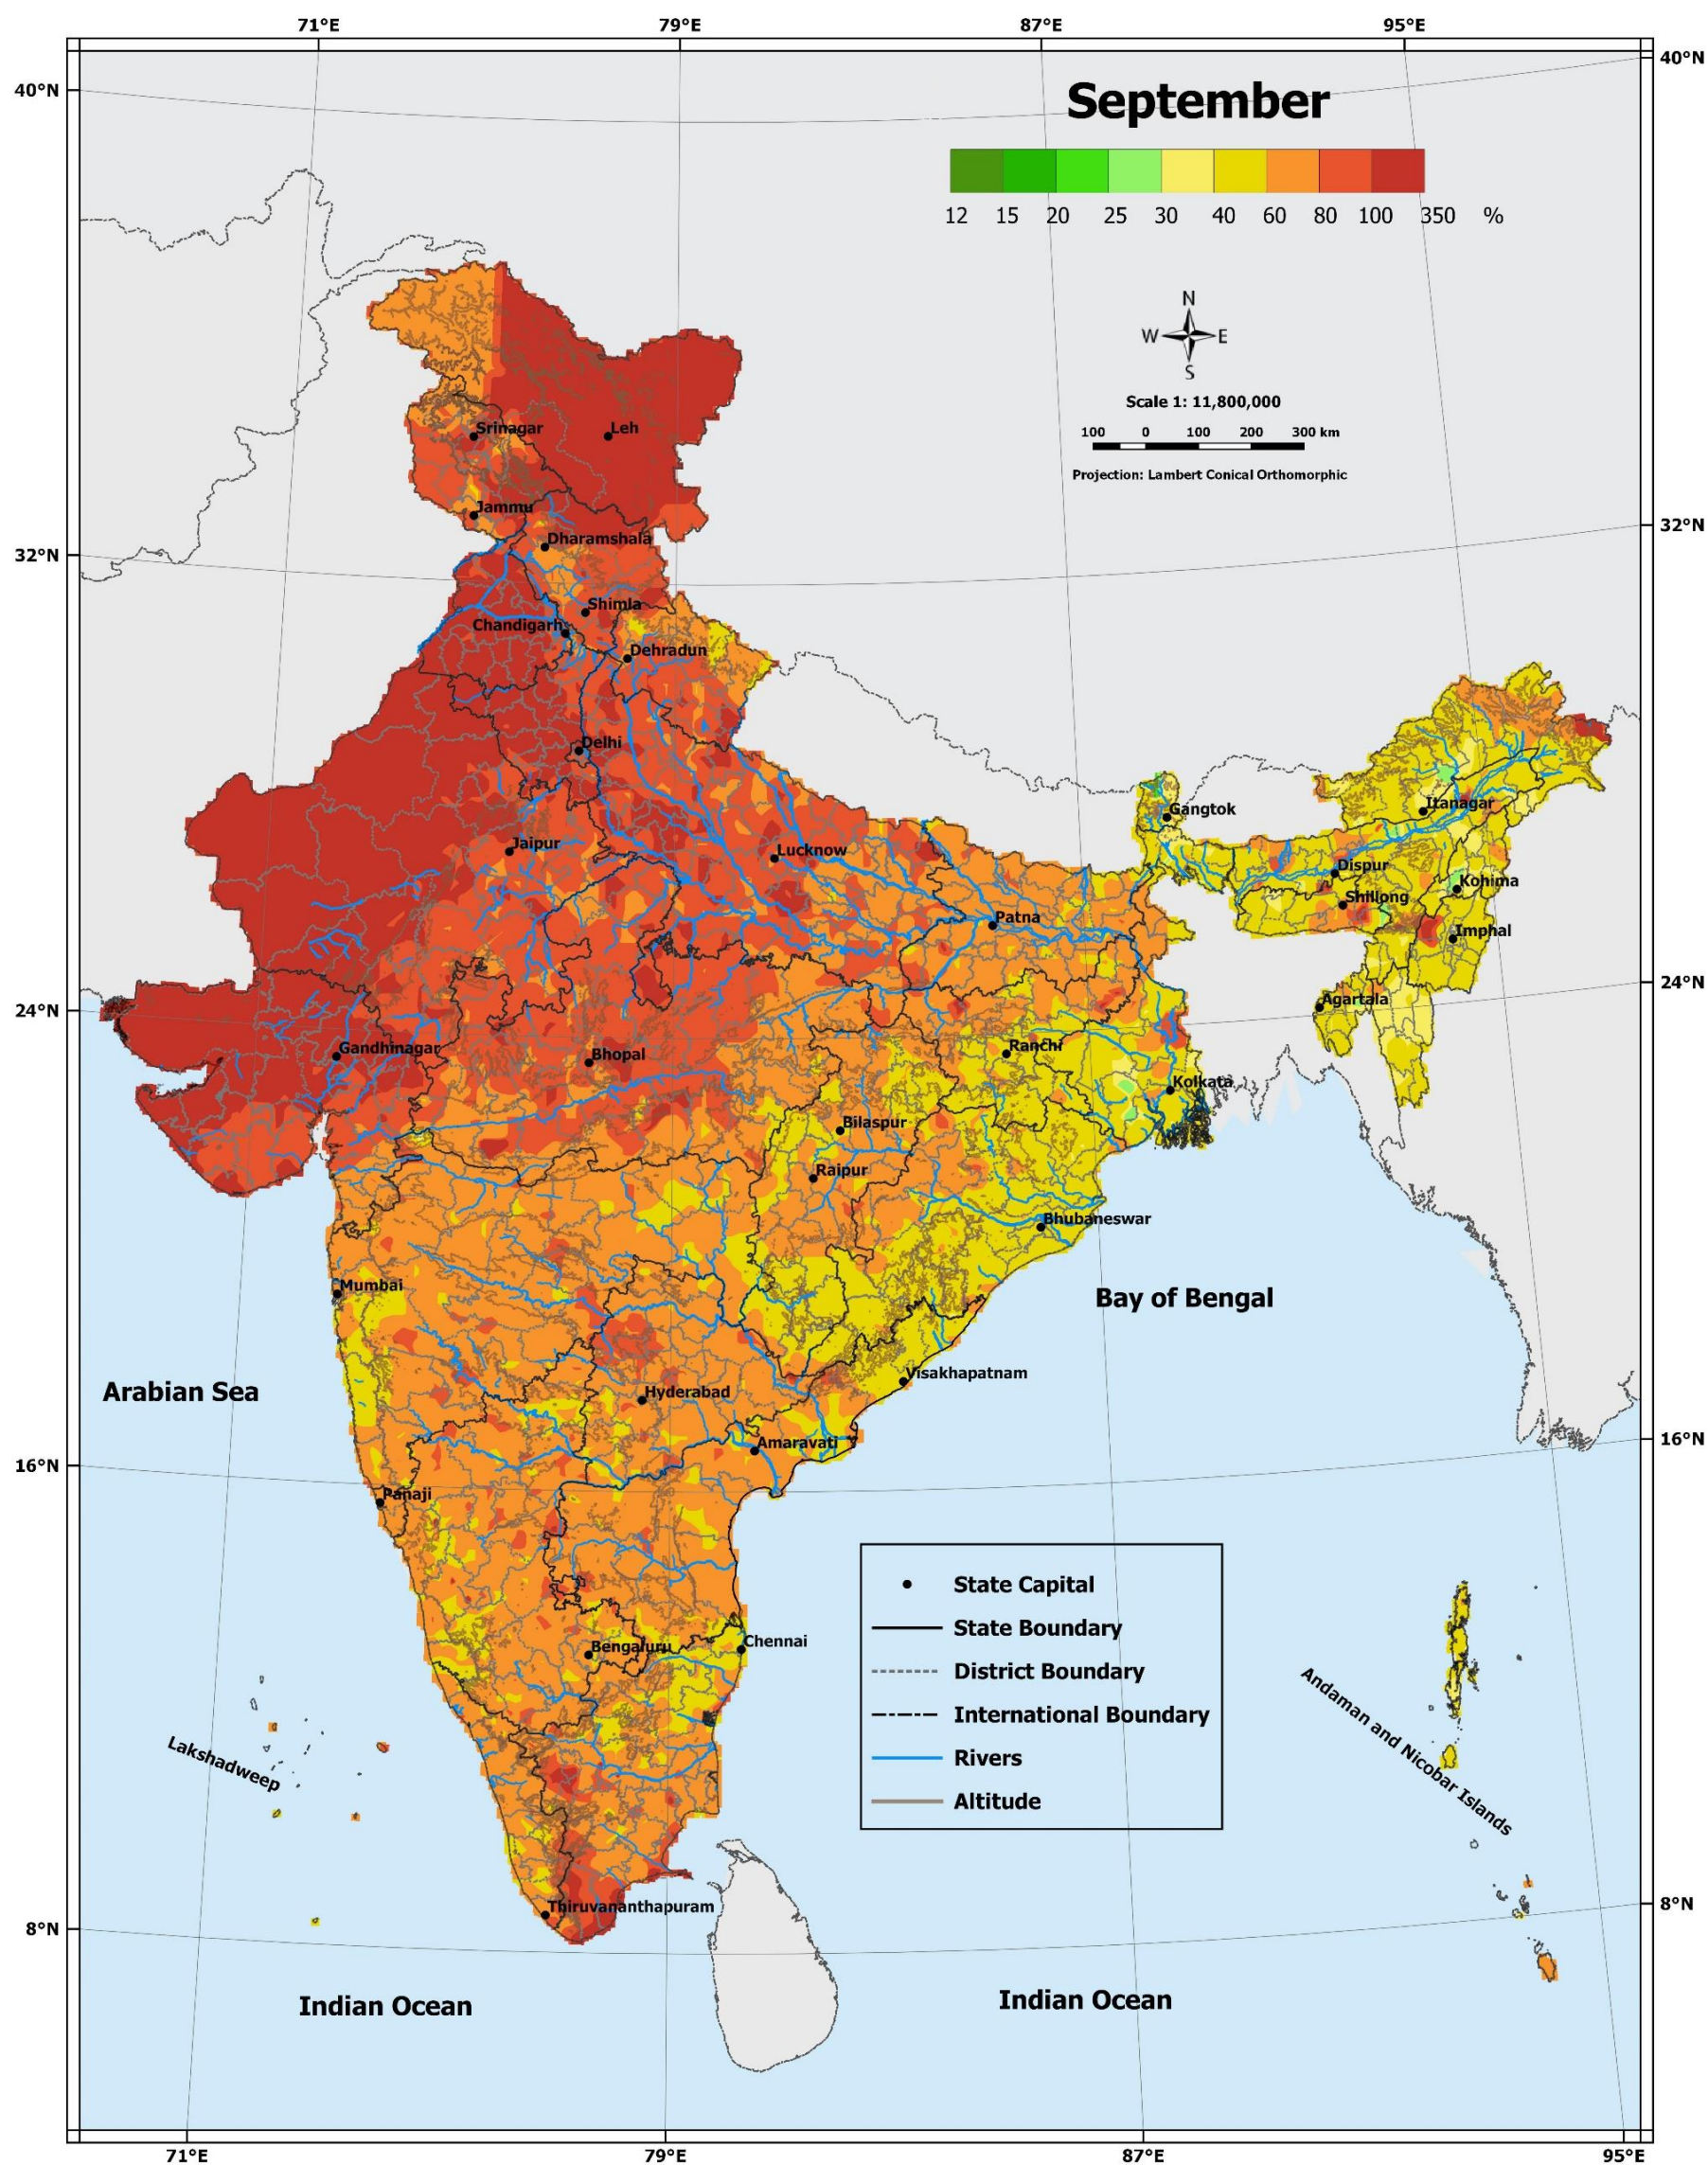 71°E 79°E 87°E 95°E
40°N 40°N
September
12 15 20 25 30 40 60 80 100 350 %
N
W E
S
Scale 1: 11,800,000
100 0 100 200 300 km
Projection: Lambert Conical Orthomorphic
Srinagar
Leh
Jammu
32°N 32°N
Dharamshala
Shimla
Chandigarh
Dehradun
Delhi
Itanagar
Gangtok
Jaipur
Lucknow
Dispur
Kohima
Shillong
Patna
Imphal
24°N 24°N
Agartala
Gandhinagar
Ranchi
Bhopal
Kolkata
Bilaspur
Raipur
Bhubaneswar
Mumbai
Bay of Bengal
Visakhapatnam
Arabian Sea
Hyderabad
Amaravati
16°N 16°N
Panaji
State Capital
State Boundary
District Boundary
International Boundary
Rivers
Altitude
Bengaluru
Chennai
Lakshadweep
Andaman and Nicobar Islands
Thiruvananthapuram
8°N 8°N
Indian Ocean
Indian Ocean
71°E 79°E 87°E 95°E